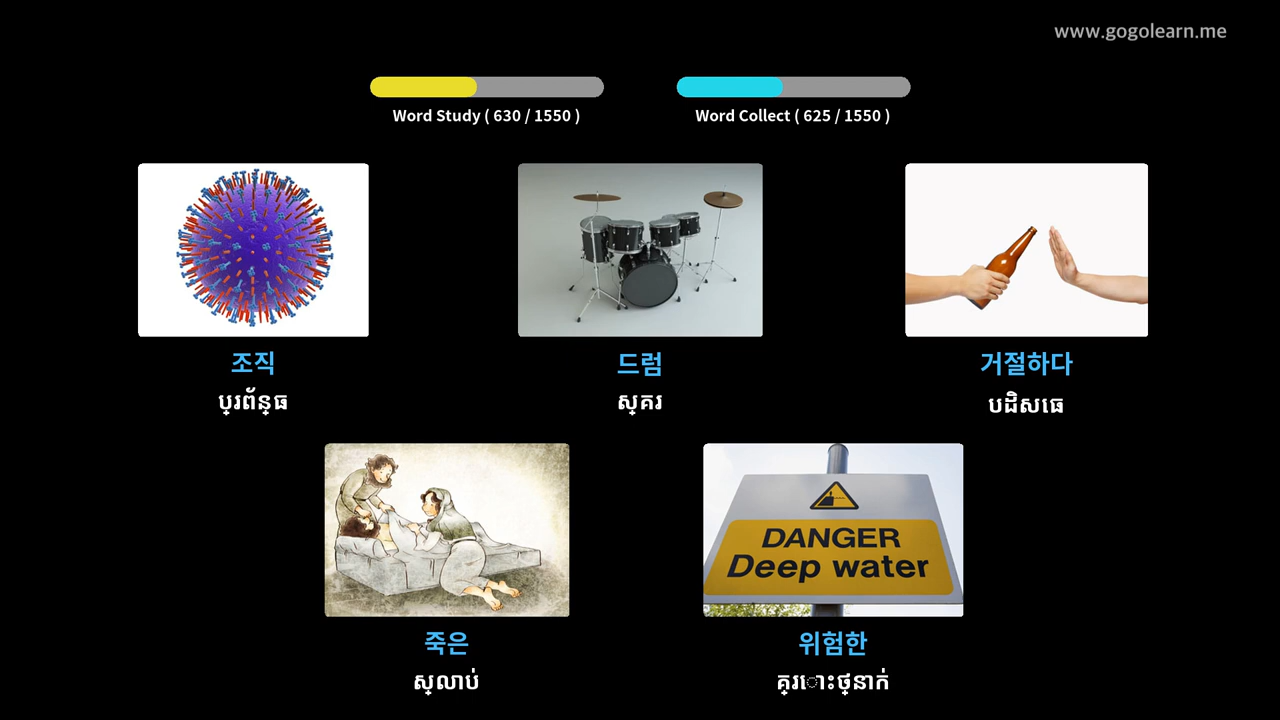 www.gogolearn.me
Word Study ( 630 / 1550 )
Word Collect ( 625 / 1550 )
조직
ប្រព័ន្ធ
드럼
ស្គរ
거절하다
បដិសធេ
DANGER
Deep water
죽은
ស្លាប់
위험한
គ្រោះថ្នាក់